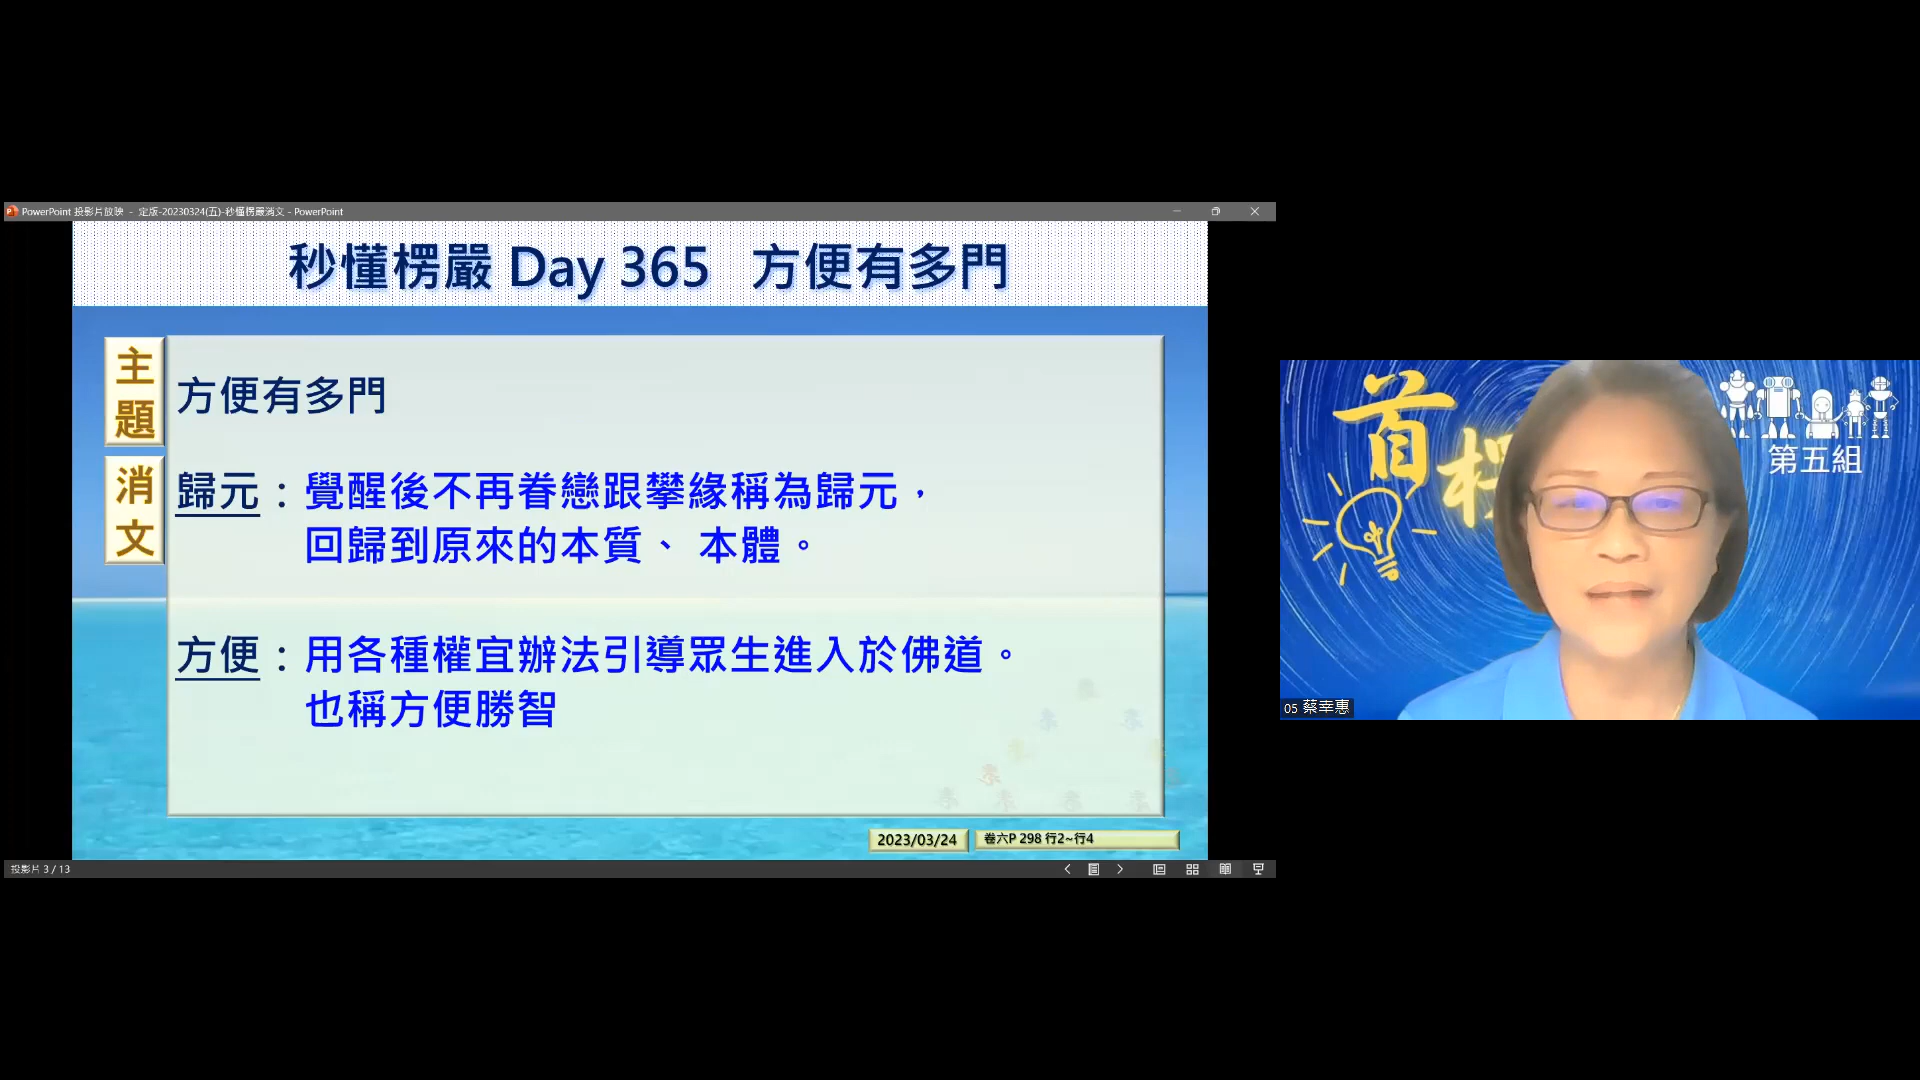 PowerPoint 投影片放映 - 定版-20230324(五)-秒懂楞嚴消文 - PowerPoint
秒懂楞嚴 Day 365 方便有多門
主題
方便有多門
消文
歸元：覺醒後不再眷戀跟攀緣稱為歸元，
回歸到原來的本質、 本體。
方便：用各種權宜辦法引導眾生進入於佛道。
也稱方便勝智
2023/03/24
卷六P 298 行2~行4
投影片 3 / 13
首楞
第五組
05 蔡幸惠